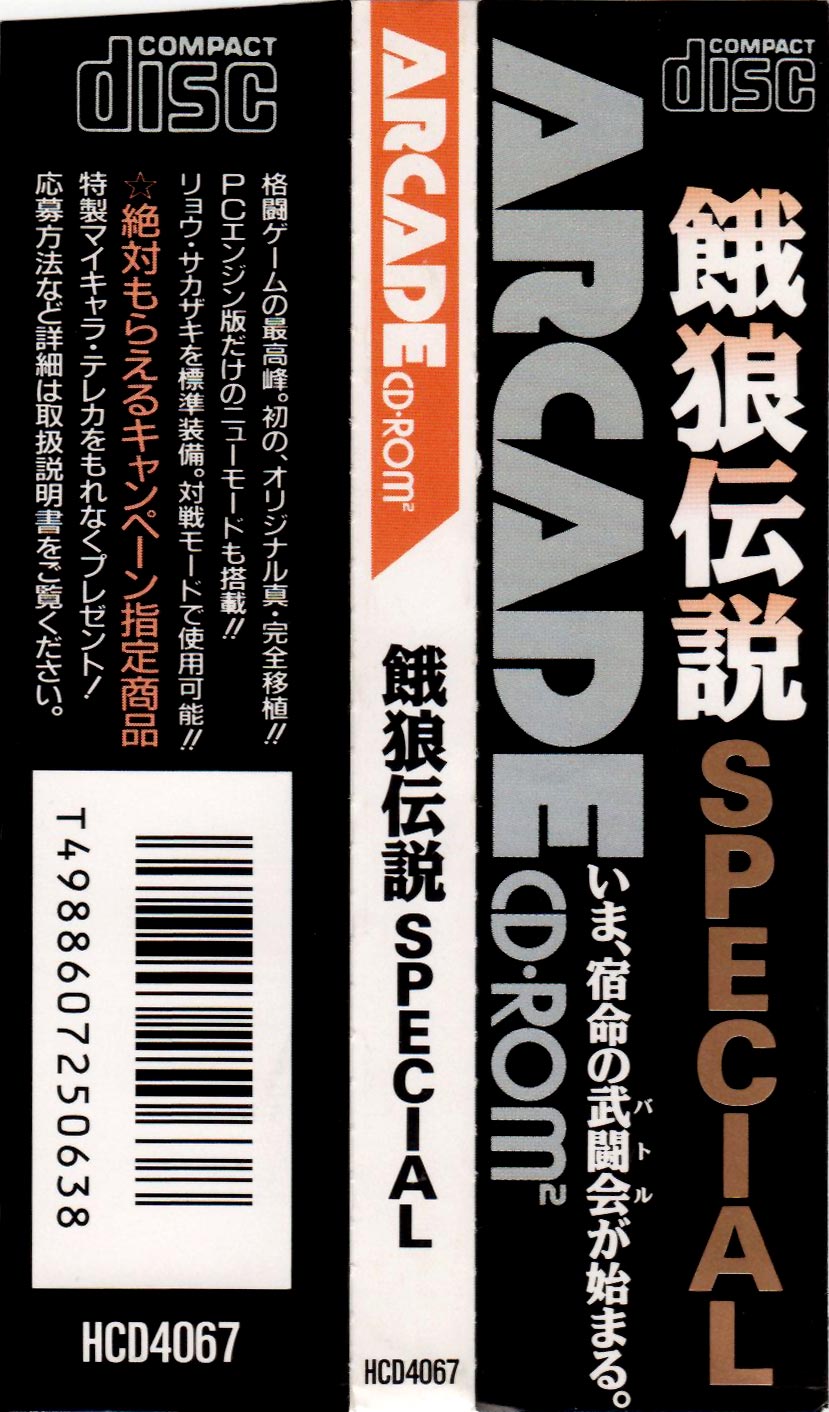 COMPACT
disc
餓狼伝説 SPECIAL
ARCADE CD・ROM²
いま、宿命の武闘会が始まる。
バトル
ARCADE CD・ROM²
餓狼伝説 SPECIAL
HCD4067
COMPACT
disc
格闘ゲームの最高峰。初の、オリジナル真・完全移植!!
PCエンジン版だけのニューモードも搭載!!
リョウ・サカザキを標準装備。対戦モードで使用可能!!
☆絶対もらえるキャンペーン指定商品
特製マイキャラ・テレカをもれなくプレゼント!
応募方法など詳細は取扱説明書をご覧ください。
T4988607250638
HCD4067